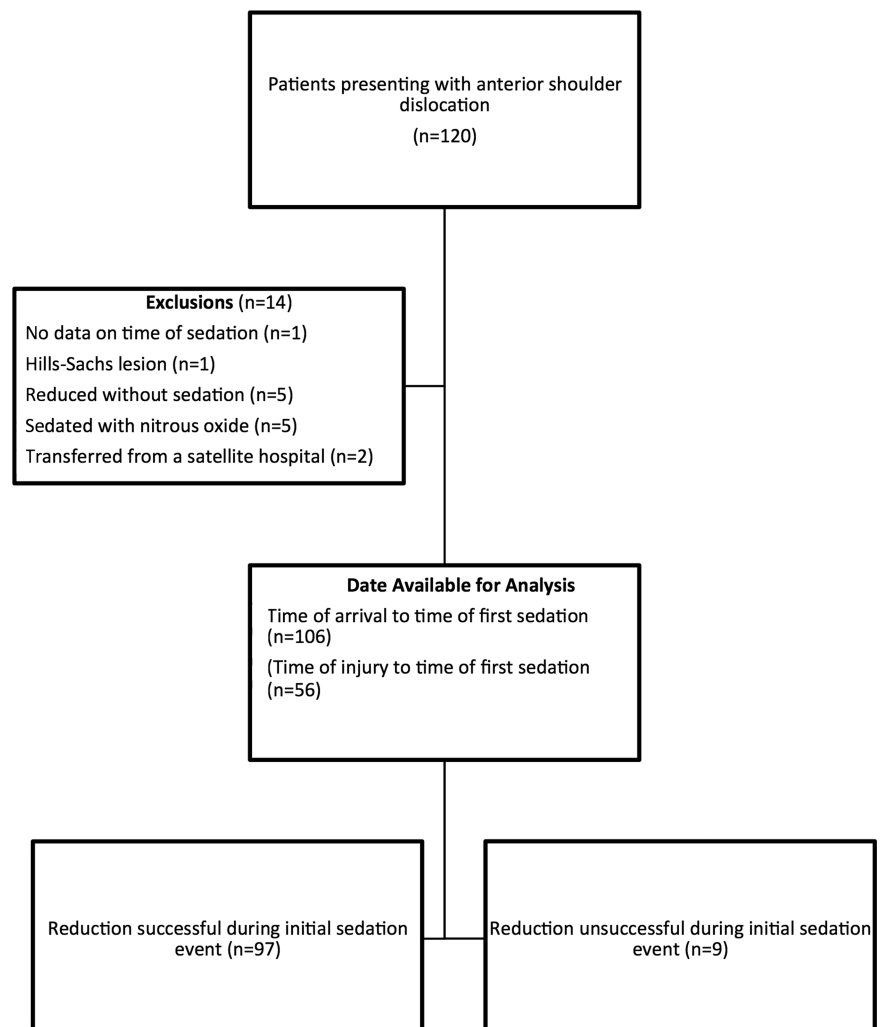 Patients presenting with anterior shoulder
dislocation
(n=120)
Exclusions (n=14)
No data on time of sedation (n=1)
Hills-Sachs lesion (n=1)
Reduced without sedation (n=5)
Sedated with nitrous oxide (n=5)
Transferred from a satellite hospital (n=2)
Date Available for Analysis
Time of arrival to time of first sedation
(n=106)
(Time of injury to time of first sedation
(n=56)
Reduction successful during initial sedation
event (n=97)
Reduction unsuccessful during initial sedation
event (n=9)